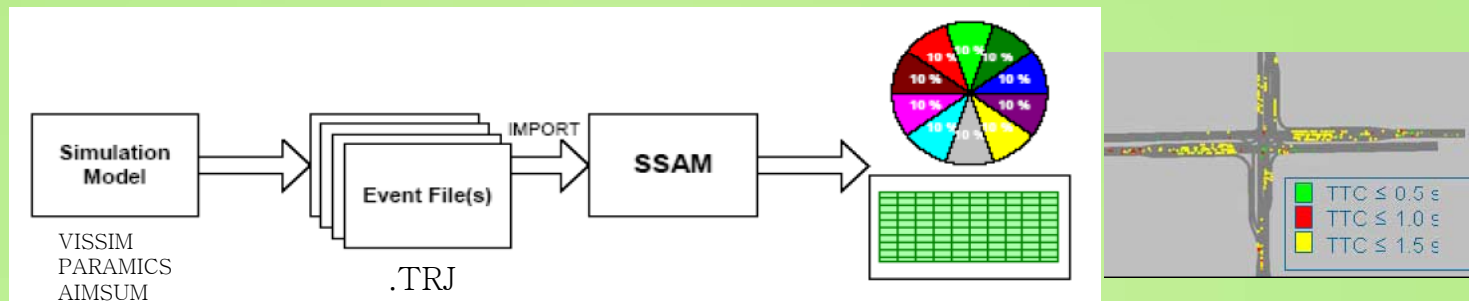 Simulation
Model
VISSIM
PARAMICS
AIMSUM
Event File(s)
.TRJ
IMPORT
SSAM
10 %
10 %
10 %
10 %
10 %
10 %
10 %
10 %
10 %
10 %
TTC ≤ 0.5 s
TTC ≤ 1.0 s
TTC ≤ 1.5 s